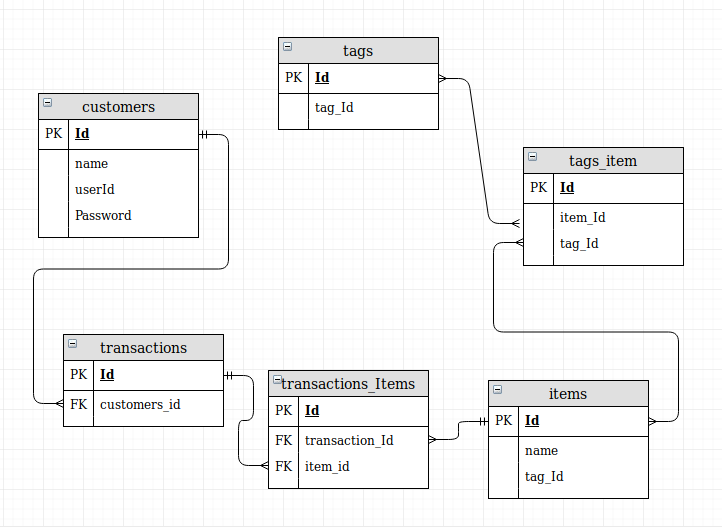 tags
PK Id
tag_Id
customers
PK Id
name
userId
Password
tags_item
PK Id
item_Id
tag_Id
transactions
PK Id
FK customers_id
transactions_Items
PK Id
FK transaction_Id
FK item_id
items
PK Id
name
tag_Id